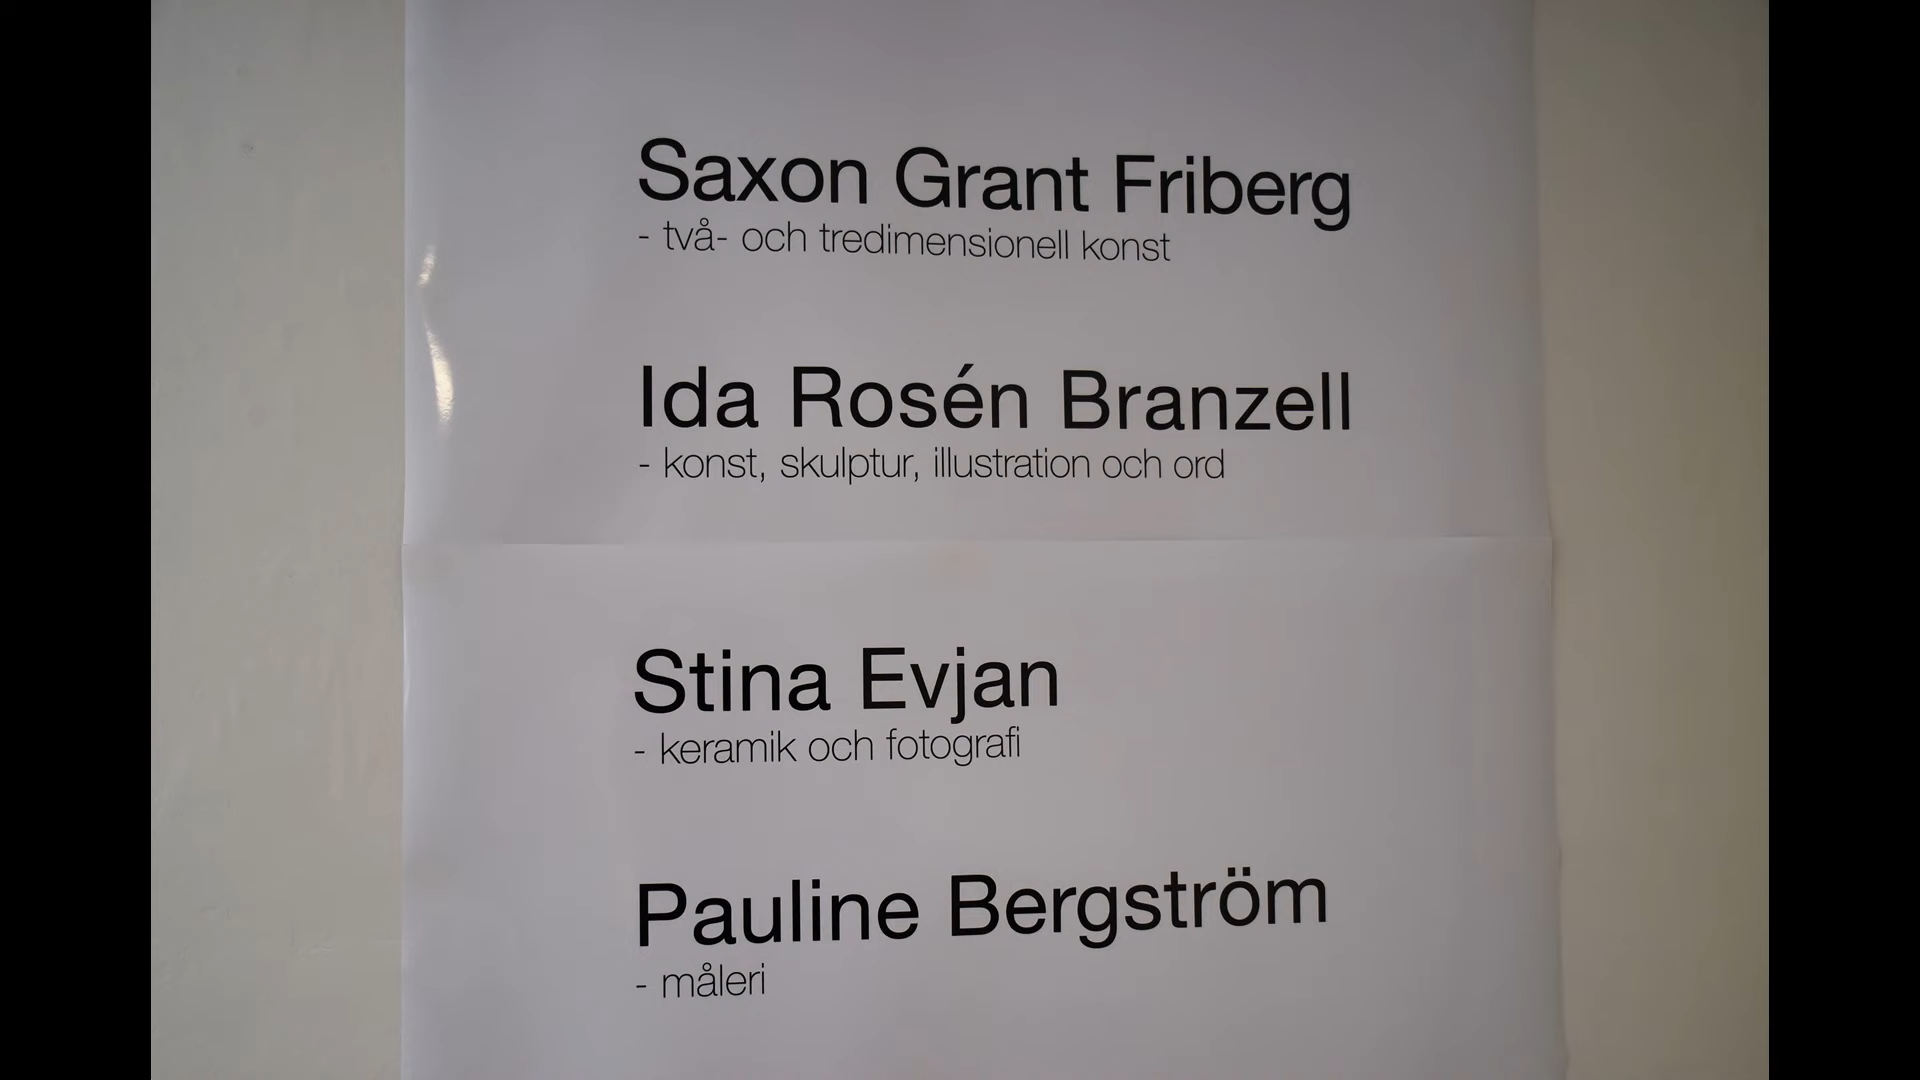 Saxon Grant Friberg
- två- och tredimensionell konst
Ida Rosén Branzell
- konst, skulptur, illustration och ord
Stina Evjan
- keramik och fotografi
Pauline Bergström
- måleri